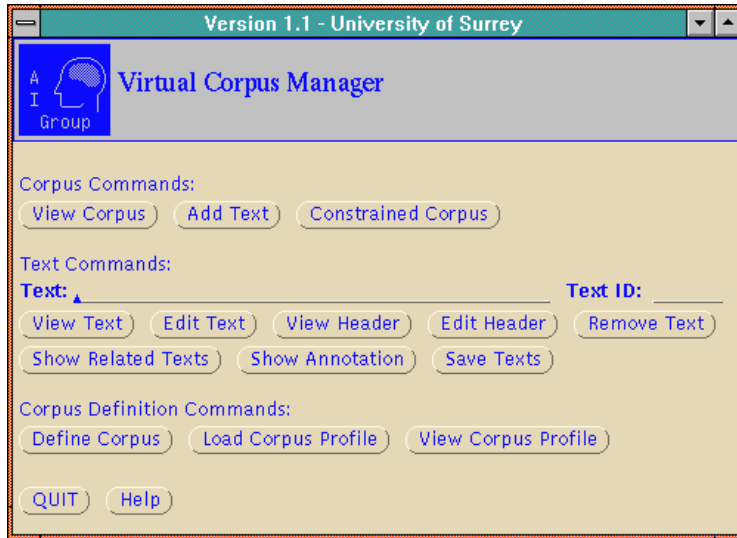 Version 1.1 - University of Surrey
A
I
Group
Virtual Corpus Manager
Corpus Commands:
View Corpus Add Text Constrained Corpus
Text Commands:
Text: Text ID:
View Text Edit Text View Header Edit Header Remove Text
Show Related Texts Show Annotation Save Texts
Corpus Definition Commands:
Define Corpus Load Corpus Profile View Corpus Profile
QUIT Help